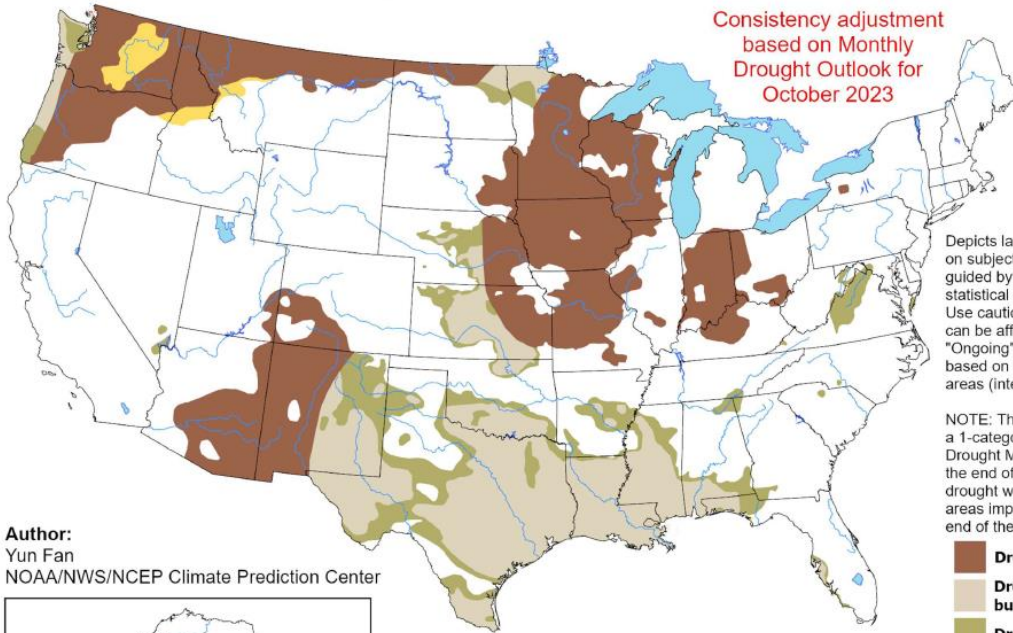 Consistency adjustment
based on Monthly
Drought Outlook for
October 2023
Depicts la
on subject
guided by
statistical
Use cautio
can be aff
"Ongoing"
based on
areas (inte
NOTE: Th
a 1-catego
Drought M
the end of
drought w
areas imp
end of the
Author:
Yun Fan
NOAA/NWS/NCEP Climate Prediction Center
Dr
Dr
bu
Dr